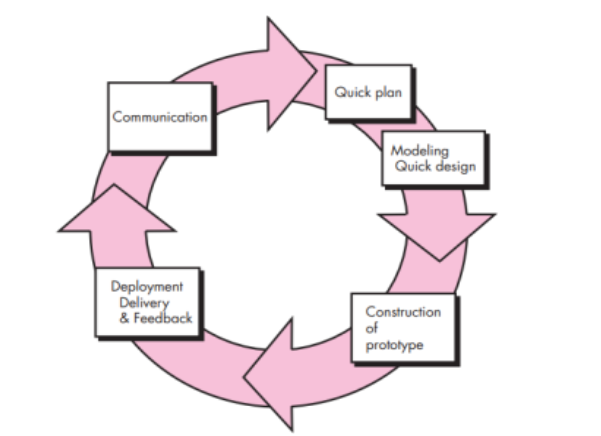 Communication
Quick plan
Modeling
Quick design
Construction
of
prototype
Deployment
Delivery
& Feedback